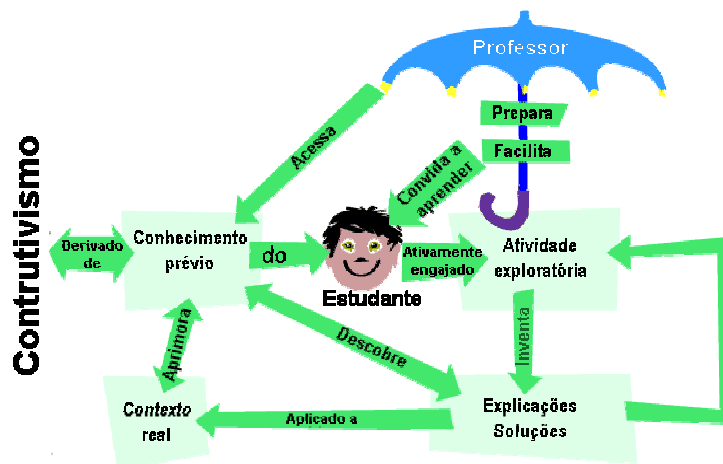 Professor
Prepara
Facilita
Acessa
Convida a
aprender
Contrutivismo
Derivado
de
Conhecimento
prévio
do
Estudante
Ativamente
engajado
Atividade
exploratória
Aprimora
Descobre
Inventa
Contexto
real
Aplicado a
Explicações
Soluções